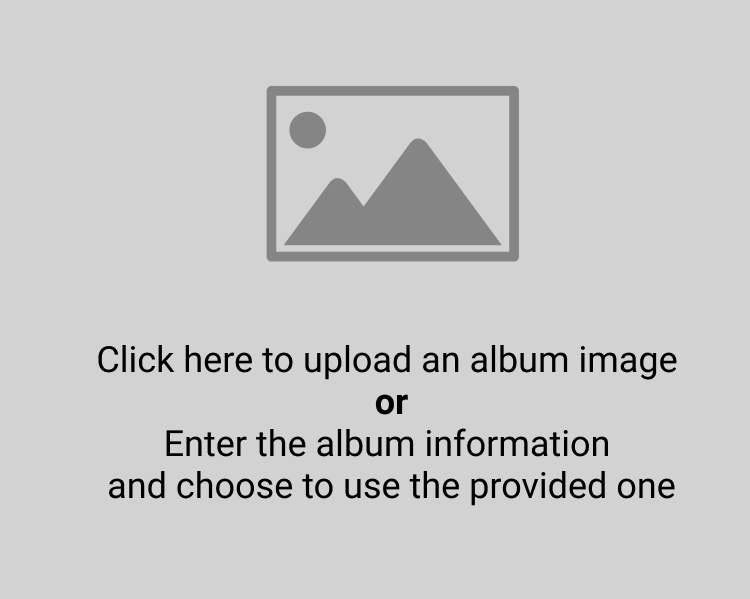 Click here to upload an album image
or
Enter the album information
and choose to use the provided one